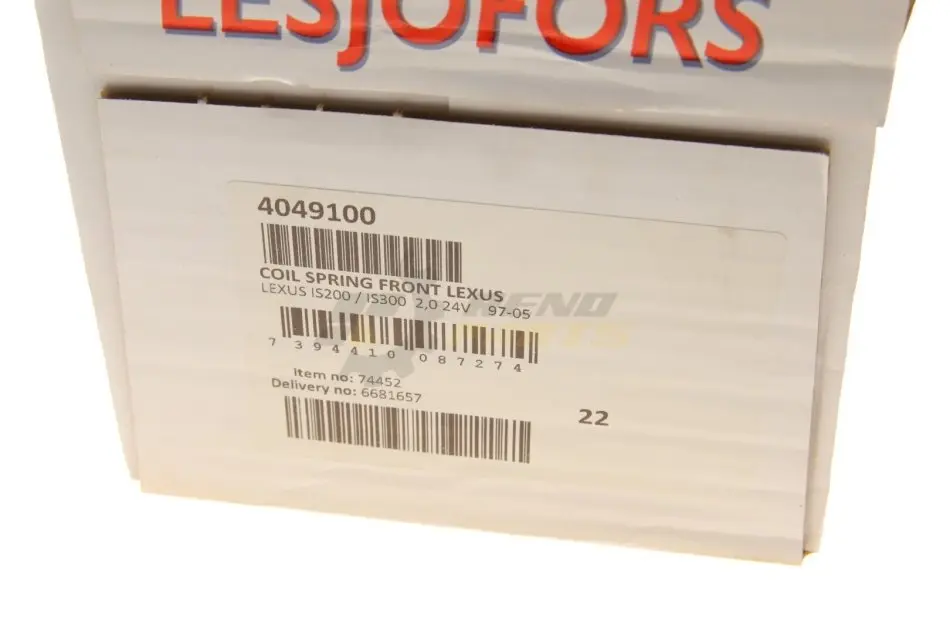 LESJÖFORS
4049100
COIL SPRING FRONT LEXUS
LEXUS IS200 / IS300 2,0 24V 97-05
7 394410 087274
Item no: 74452
Delivery no: 6681657
22